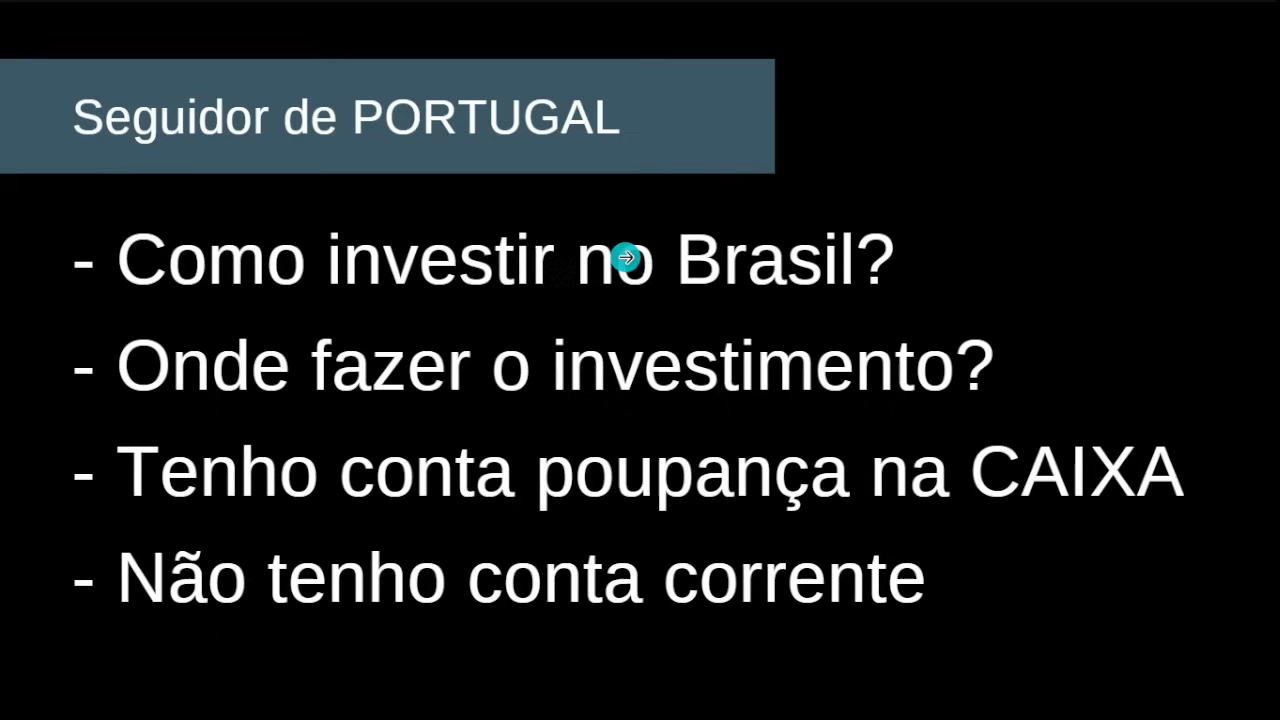 Seguidor de PORTUGAL
- Como investir no Brasil?
- Onde fazer o investimento?
- Tenho conta poupança na CAIXA
- Não tenho conta corrente